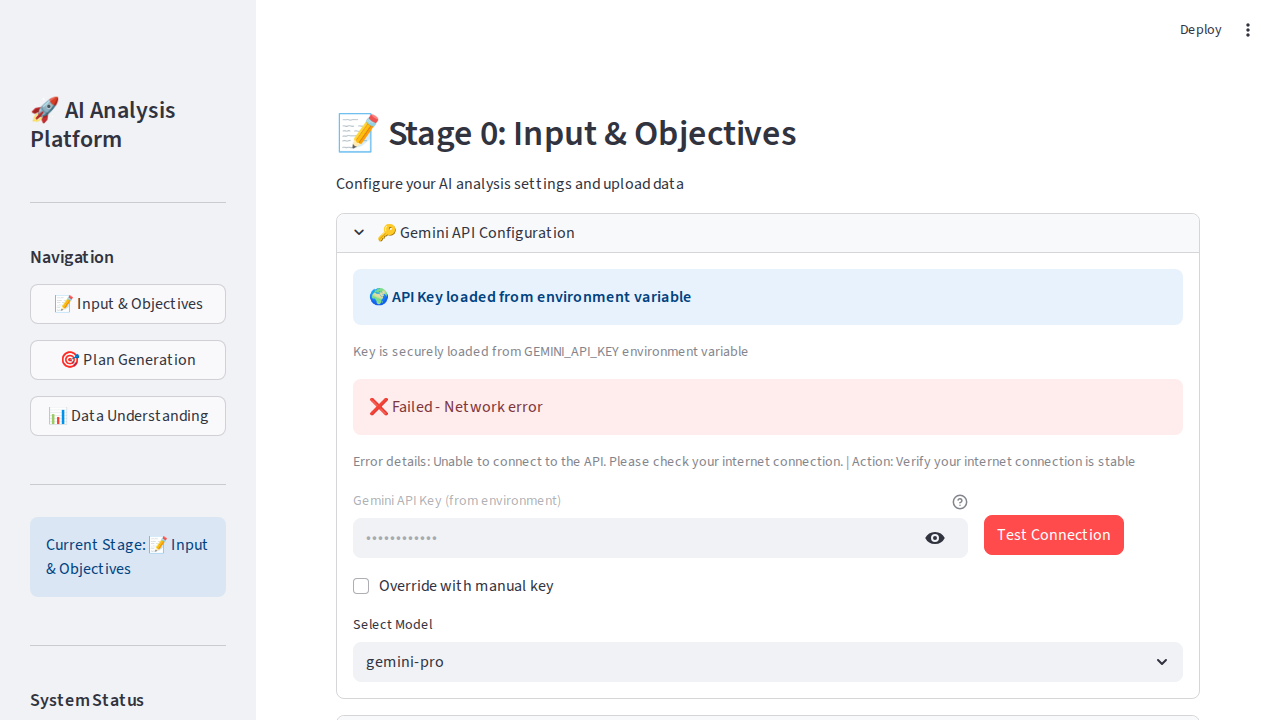 Deploy
🚀 AI Analysis
Platform
Navigation
📝 Input & Objectives
🎯 Plan Generation
📊 Data Understanding
Current Stage: 📝 Input
& Objectives
System Status
📝 Stage 0: Input & Objectives
Configure your AI analysis settings and upload data
🔑 Gemini API Configuration
🌍 API Key loaded from environment variable
Key is securely loaded from GEMINI_API_KEY environment variable
❌ Failed - Network error
Error details: Unable to connect to the API. Please check your internet connection. | Action: Verify your internet connection is stable
Gemini API Key (from environment)
••••••••••••
Test Connection
Override with manual key
Select Model
gemini-pro